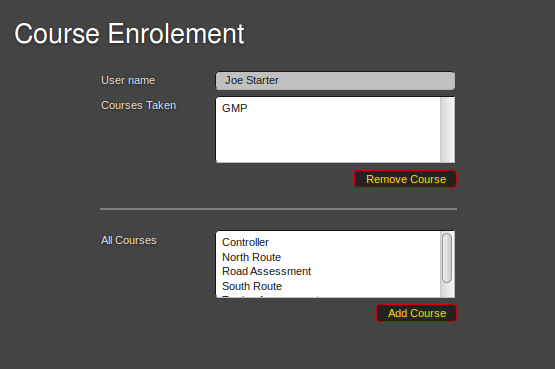 Course Enrolement
User name
Joe Starter
Courses Taken
GMP
Remove Course
All Courses
Controller
North Route
Road Assessment
South Route
Add Course